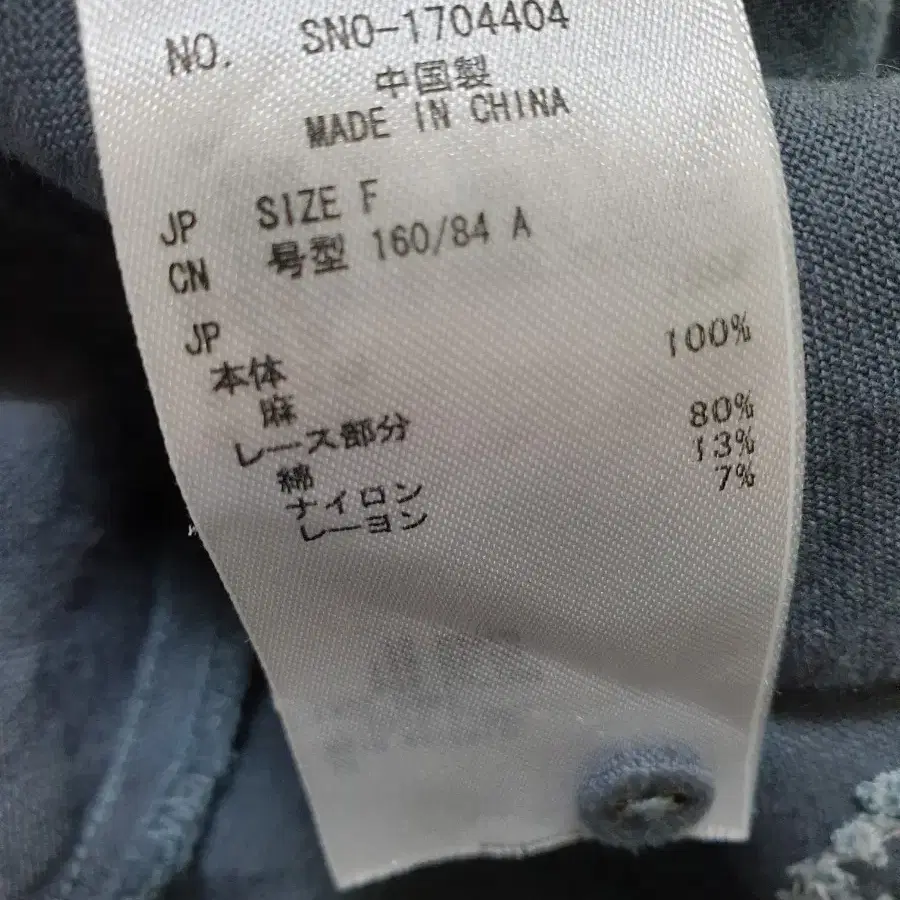 NO. SNO-1704404
中国製
MADE IN CHINA
JP SIZE F
CN 号型 160/84 A
JP
本体
麻 100%
レース部分
綿 80%
ナイロン 13%
レーヨン 7%